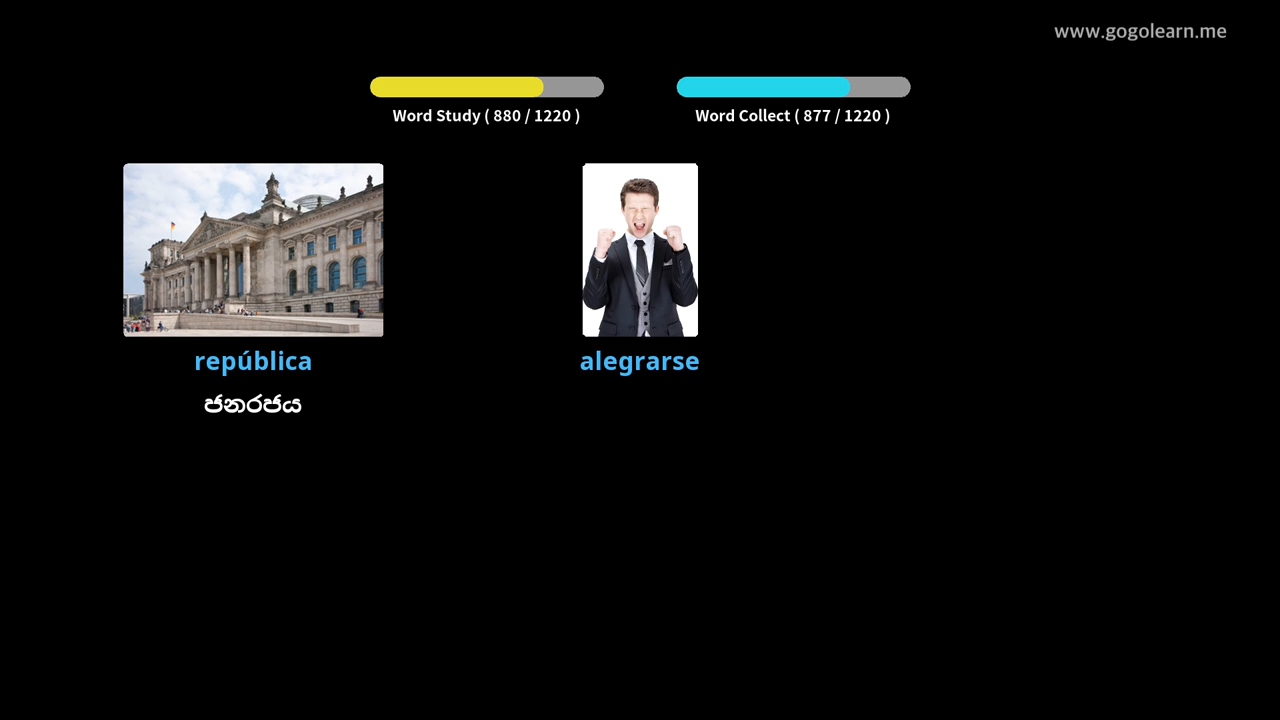 www.gogolearn.me
Word Study ( 880 / 1220 )
Word Collect ( 877 / 1220 )
república
alegrarse
ජනරජය